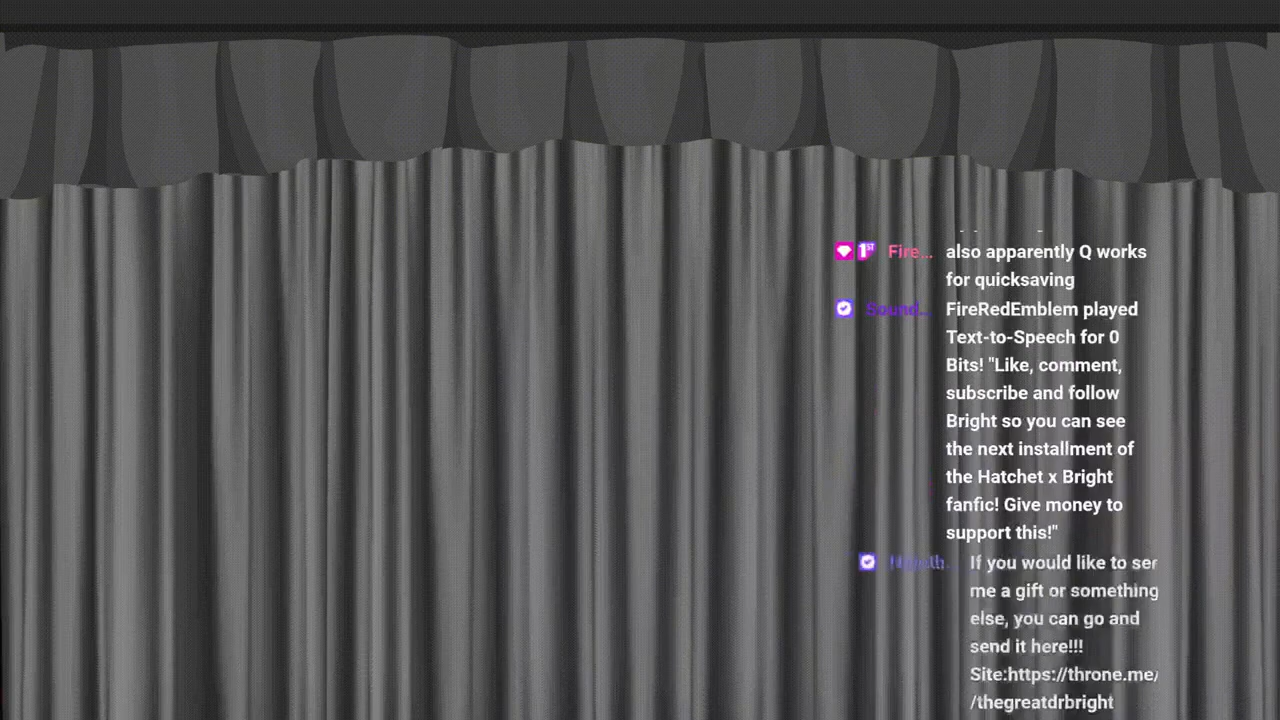 1ST Fire... also apparently Q works
for quicksaving
Sound... FireRedEmblem played
Text-to-Speech for 0
Bits! "Like, comment,
subscribe and follow
Bright so you can see
the next installment of
the Hatchet x Bright
fanfic! Give money to
support this!"
If you would like to
me a gift or something
else, you can go and
send it here!!!
Site:https://throne.me/
/thegreatdrbright